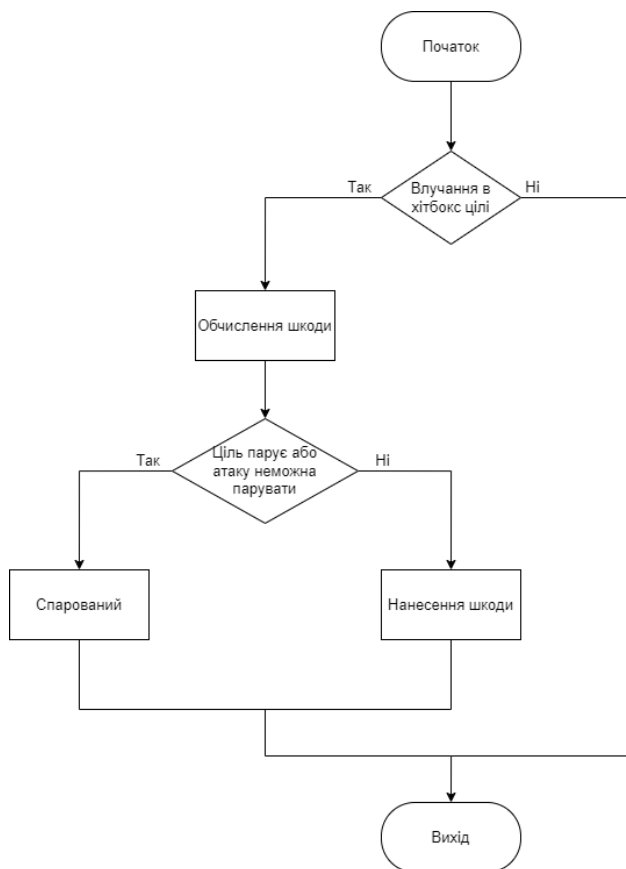 Початок
Так
Влучання в
хітбокс цілі
Ні
Обчислення шкоди
Так
Ціль парує або
атаку неможна
парувати
Ні
Спарований
Нанесення шкоди
Вихід